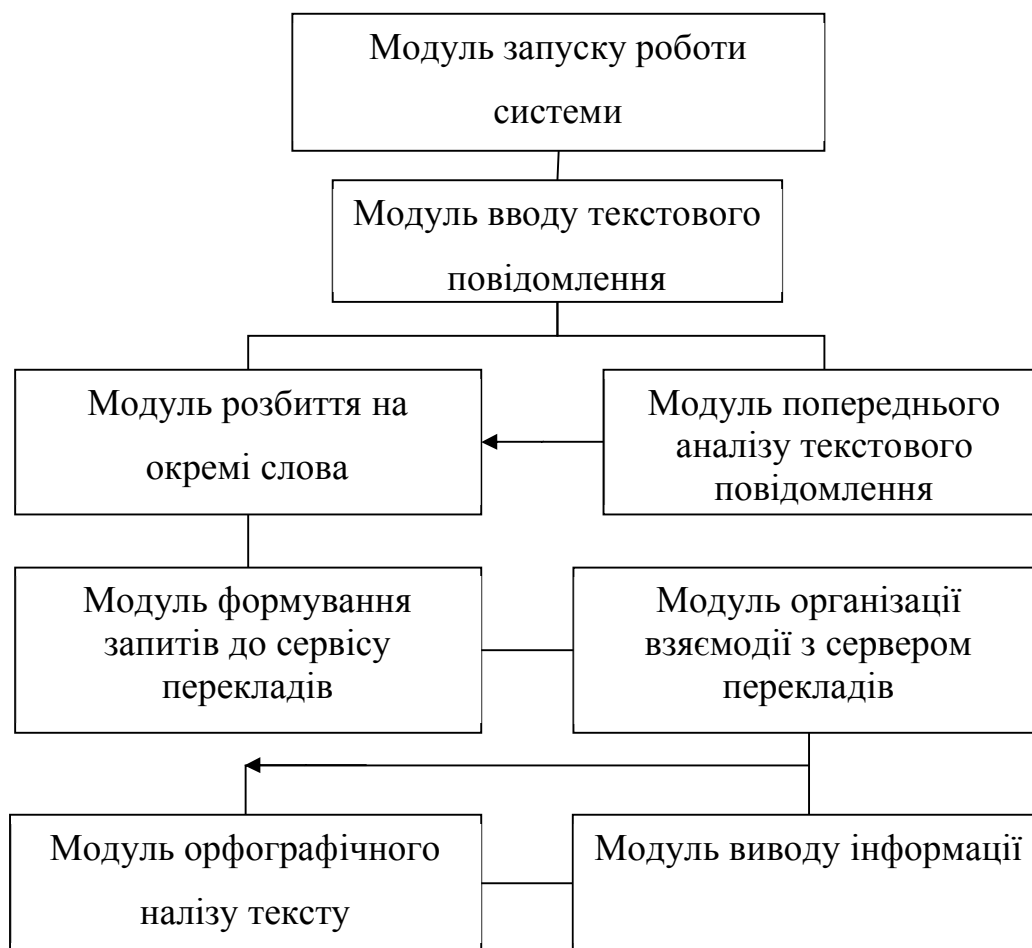 Модуль запуску роботи
системи
Модуль вводу текстового
повідомлення
Модуль розбиття на
окремі слова
Модуль попереднього
аналізу текстового
повідомлення
Модуль формування
запитів до сервісу
перекладів
Модуль організації
взяємодії з сервером
перекладів
Модуль орфографічного
налізу тексту
Модуль виводу інформації